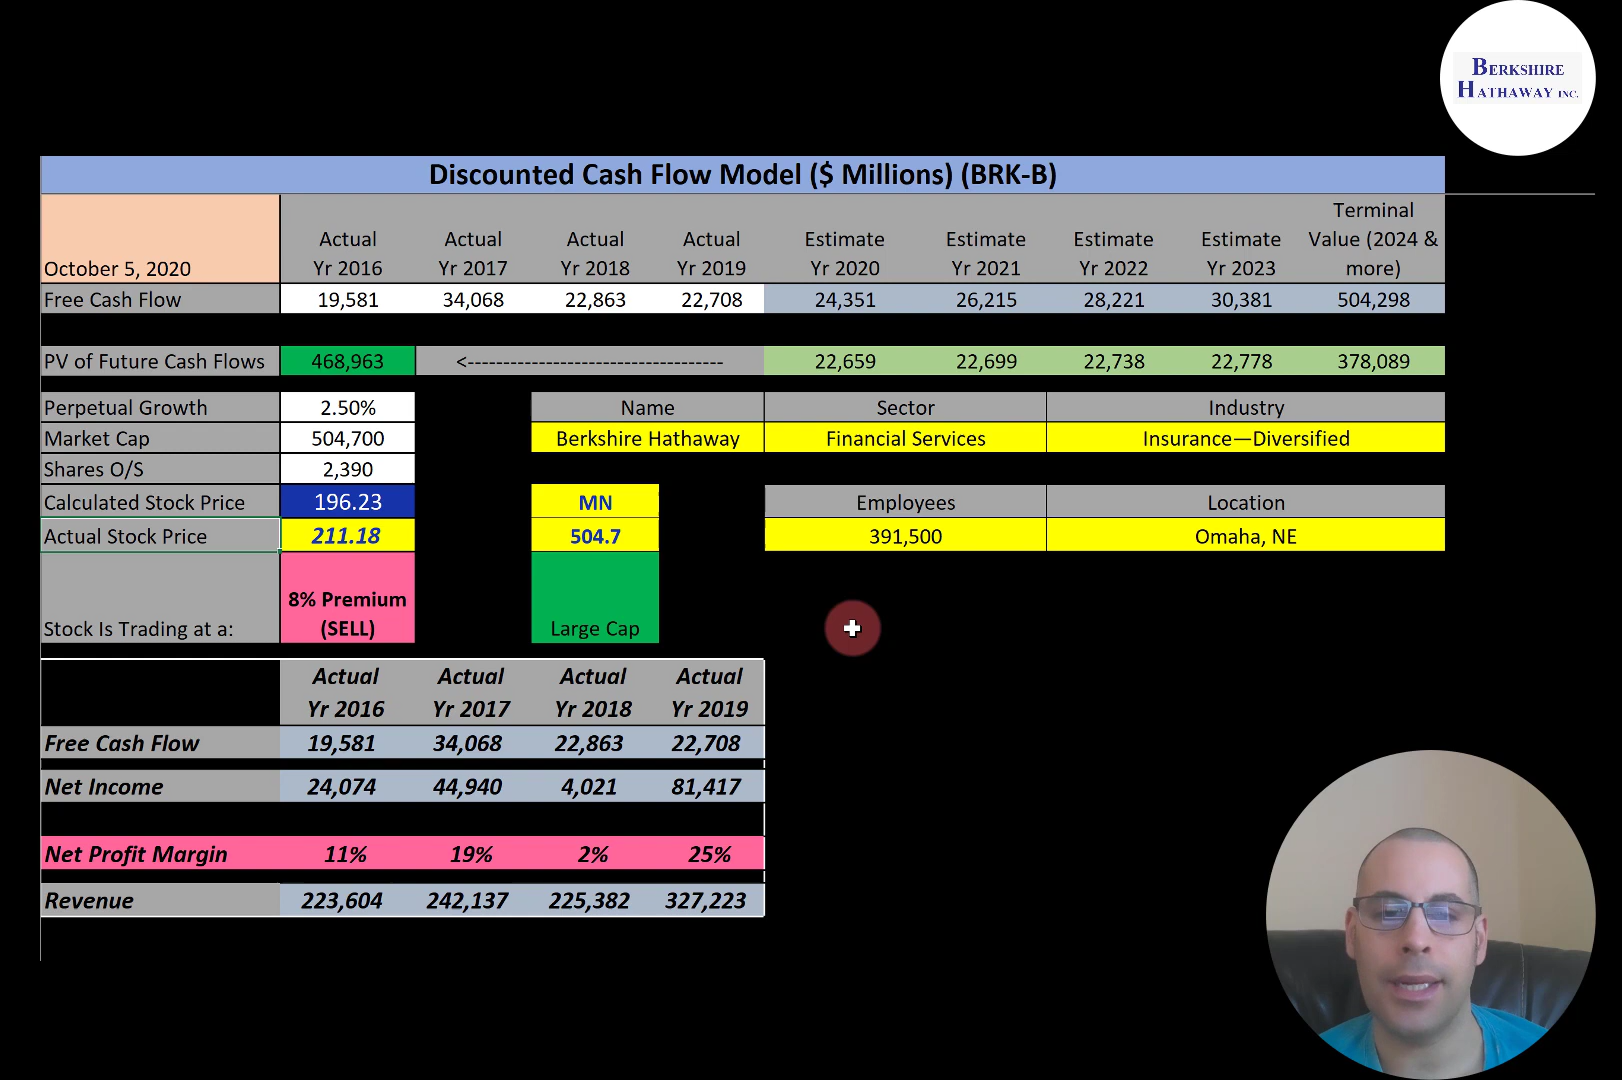 BERKSHIRE
HATHAWAY INC.
Discounted Cash Flow Model ($ Millions) (BRK-B)
October 5, 2020 Actual Yr 2016 Actual Yr 2017 Actual Yr 2018 Actual Yr 2019 Estimate Yr 2020 Estimate Yr 2021 Estimate Yr 2022 Estimate Yr 2023 Terminal Value (2024 & more)
Free Cash Flow 19,581 34,068 22,863 22,708 24,351 26,215 28,221 30,381 504,298
PV of Future Cash Flows 468,963 <------------------------------------ 22,659 22,699 22,738 22,778 378,089
Perpetual Growth 2.50% Name Sector Industry
Market Cap 504,700 Berkshire Hathaway Financial Services Insurance—Diversified
Shares O/S 2,390
Calculated Stock Price 196.23 MN Employees Location
Actual Stock Price 211.18 504.7 391,500 Omaha, NE
Stock Is Trading at a: 8% Premium (SELL) Large Cap
Actual Yr 2016 Actual Yr 2017 Actual Yr 2018 Actual Yr 2019
Free Cash Flow 19,581 34,068 22,863 22,708
Net Income 24,074 44,940 4,021 81,417
Net Profit Margin 11% 19% 2% 25%
Revenue 223,604 242,137 225,382 327,223